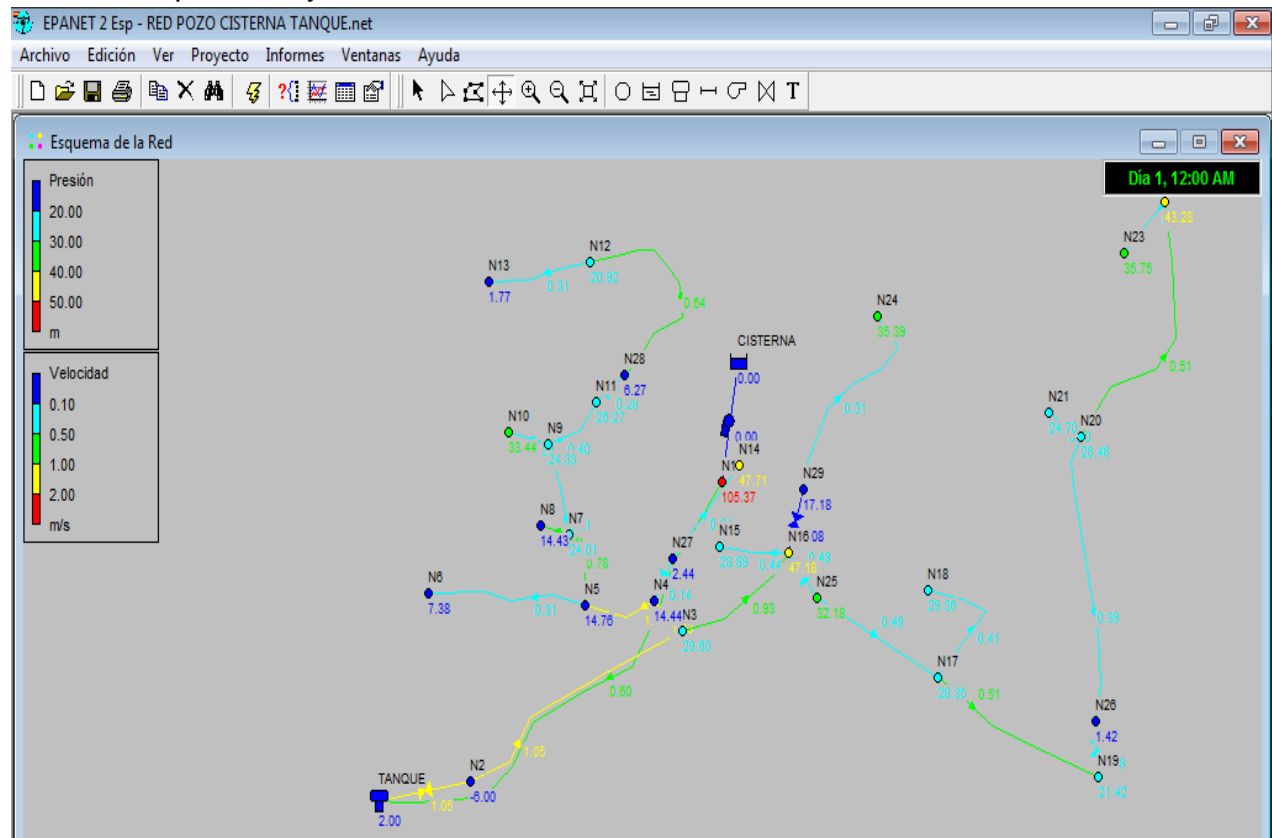 EPANET 2 Esp - RED POZO CISTERNA TANQUE.net
Archivo Edición Ver Proyecto Informes Ventanas Ayuda
T
Esquema de la Red
Presión
20.00
30.00
40.00
50.00
m
Velocidad
0.10
0.50
1.00
2.00
m/s
Día 1, 12:00 AM
43.28
N23
35.75
N12
20.92
N13
1.77
0.31
0.64
N24
35.39
CISTERNA
0.00
N28
6.27
N11
26.27
0.26
0.31
0.51
N21
24.70
N20
26.46
N10
33.44
N9
24.33
0.40
0.00
N14
47.71
N1
105.37
N29
17.18
N8
14.43
N7
24.01
0.78
N15
28.89
0.44
N16
08
47.18
0.49
N27
2.44
0.14
N6
7.38
0.31
N5
14.76
N4
14.44
N3
29.60
0.93
N25
32.18
0.49
N18
29.36
0.41
0.39
N17
28.36
0.51
0.60
N26
1.42
N19
21.42
1.05
N2
-6.00
TANQUE
1.05
2.00